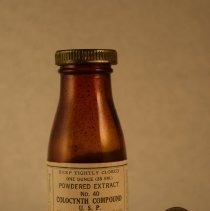 KEEP TIGHTLY CLOSED
ONE OUNCE (28 GM.)
POWDERED EXTRACT
No. 40
COLOCYNTH COMPOUND
U. S. P.